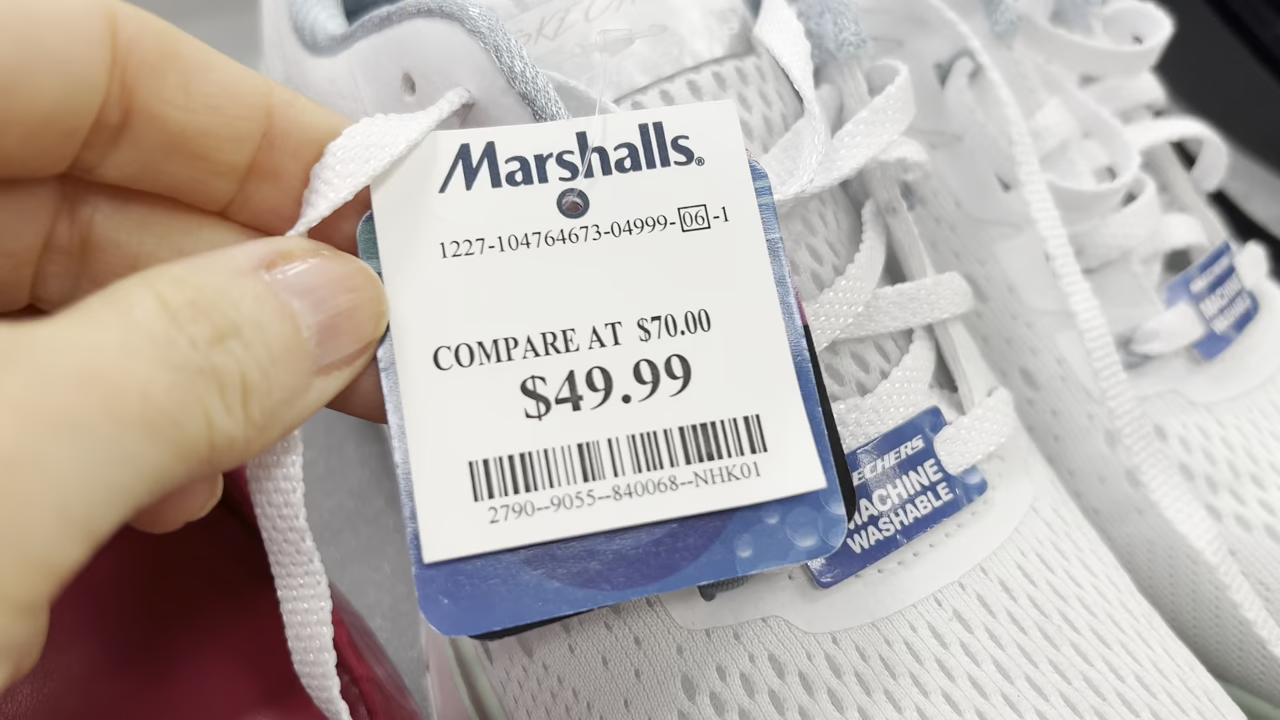 Marshalls®
1227-104764673-04999-06-1
COMPARE AT $70.00
$49.99
2790--9055--840068--NHK01
ECHERS
MACHINE
WASHABLE
MACHINE
WASHABLE